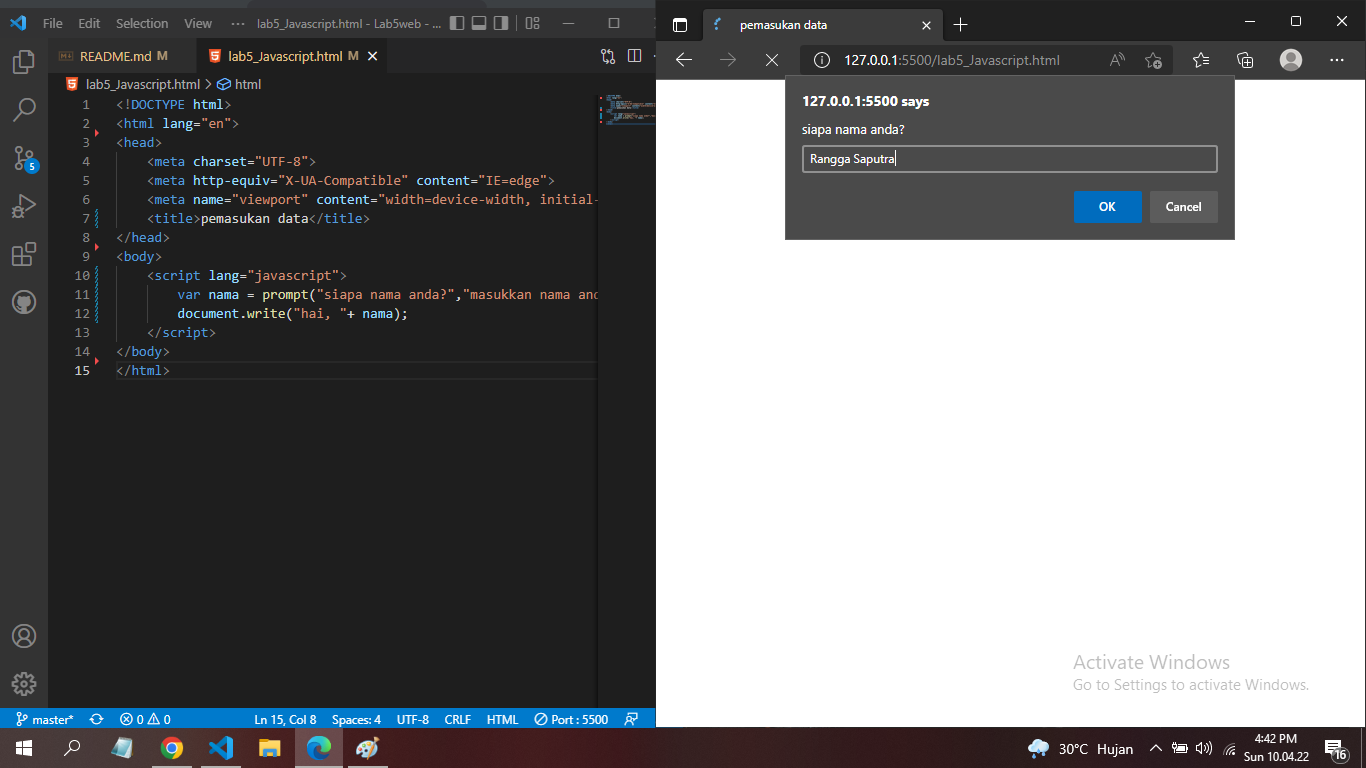 File Edit Selection View ··· lab5_Javascript.html - Lab5web - ...
README.md M lab5_Javascript.html M
lab5_Javascript.html > html
1 <!DOCTYPE html>
2 <html lang="en">
3 <head>
4 <meta charset="UTF-8">
5 <meta http-equiv="X-UA-Compatible" content="IE=edge">
6 <meta name="viewport" content="width=device-width, initial-
7 <title>pemasukan data</title>
8 </head>
9 <body>
10 <script lang="javascript">
11 var nama = prompt("siapa nama anda?","masukkan nama and
12 document.write("hai, "+ nama);
13 </script>
14 </body>
15 </html>
5
master* 0 0 Ln 15, Col 8 Spaces: 4 UTF-8 CRLF HTML Port : 5500
pemasukan data
127.0.0.1:5500/lab5_Javascript.html
127.0.0.1:5500 says
siapa nama anda?
Rangga Saputra
OK Cancel
Activate Windows
Go to Settings to activate Windows.
30°C Hujan
4:42 PM
Sun 10.04.22
16